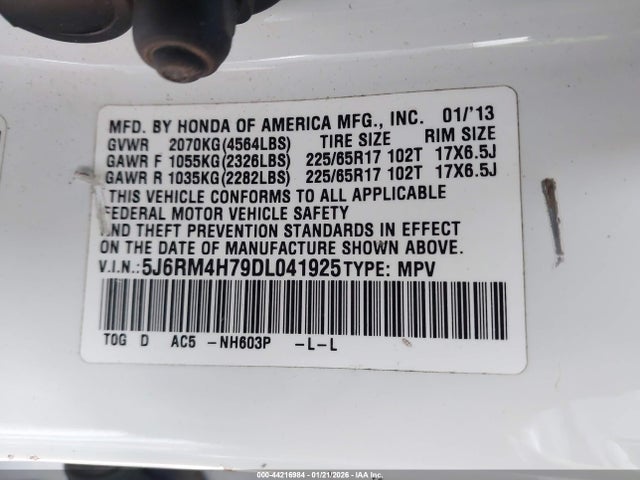 MFD. BY HONDA OF AMERICA MFG., INC. 01/'13
GVWR 2070KG(4564LBS) TIRE SIZE RIM SIZE
GAWR F 1055KG(2326LBS) 225/65R17 102T 17X6.5J
GAWR R 1035KG(2282LBS) 225/65R17 102T 17X6.5J
THIS VEHICLE CONFORMS TO ALL APPLICABLE
FEDERAL MOTOR VEHICLE SAFETY
AND THEFT PREVENTION STANDARDS IN EFFECT
ON THE DATE OF MANUFACTURE SHOWN ABOVE.
V.I.N.:5J6RM4H79DL041925 TYPE: MPV
T0G D AC5 -NH603P -L-L
000-44216984 | 01/21/2026 - Copyright © IAA, Inc.